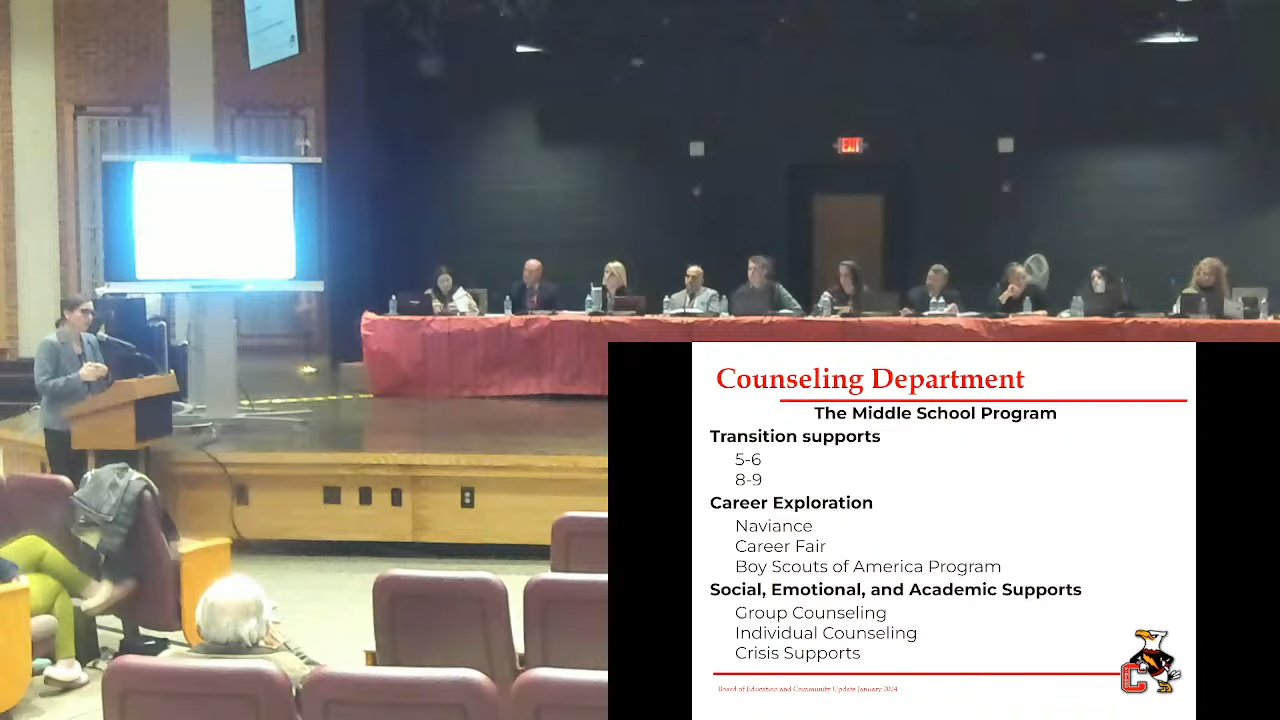 EXIT
Counseling Department
The Middle School Program
Transition supports
5-6
8-9
Career Exploration
Naviance
Career Fair
Boy Scouts of America Program
Social, Emotional, and Academic Supports
Group Counseling
Individual Counseling
Crisis Supports
C
Board of Education and Community Update January 2024